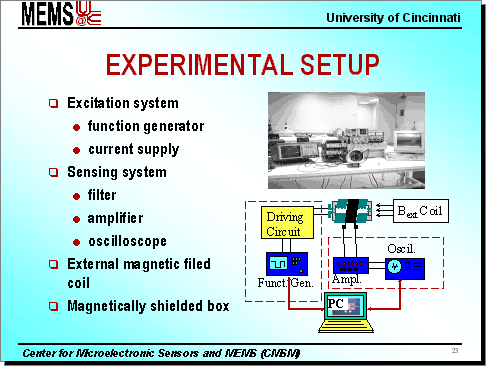 MEMS@UC
University of Cincinnati
EXPERIMENTAL SETUP
Excitation system
function generator
current supply
Sensing system
filter
amplifier
oscilloscope
External magnetic filed
coil
Magnetically shielded box
Driving
Circuit
Bext Coil
Oscil.
Funct. Gen.
Ampl.
PC
Center for Microelectronic Sensors and MEMS (CMSM)
23